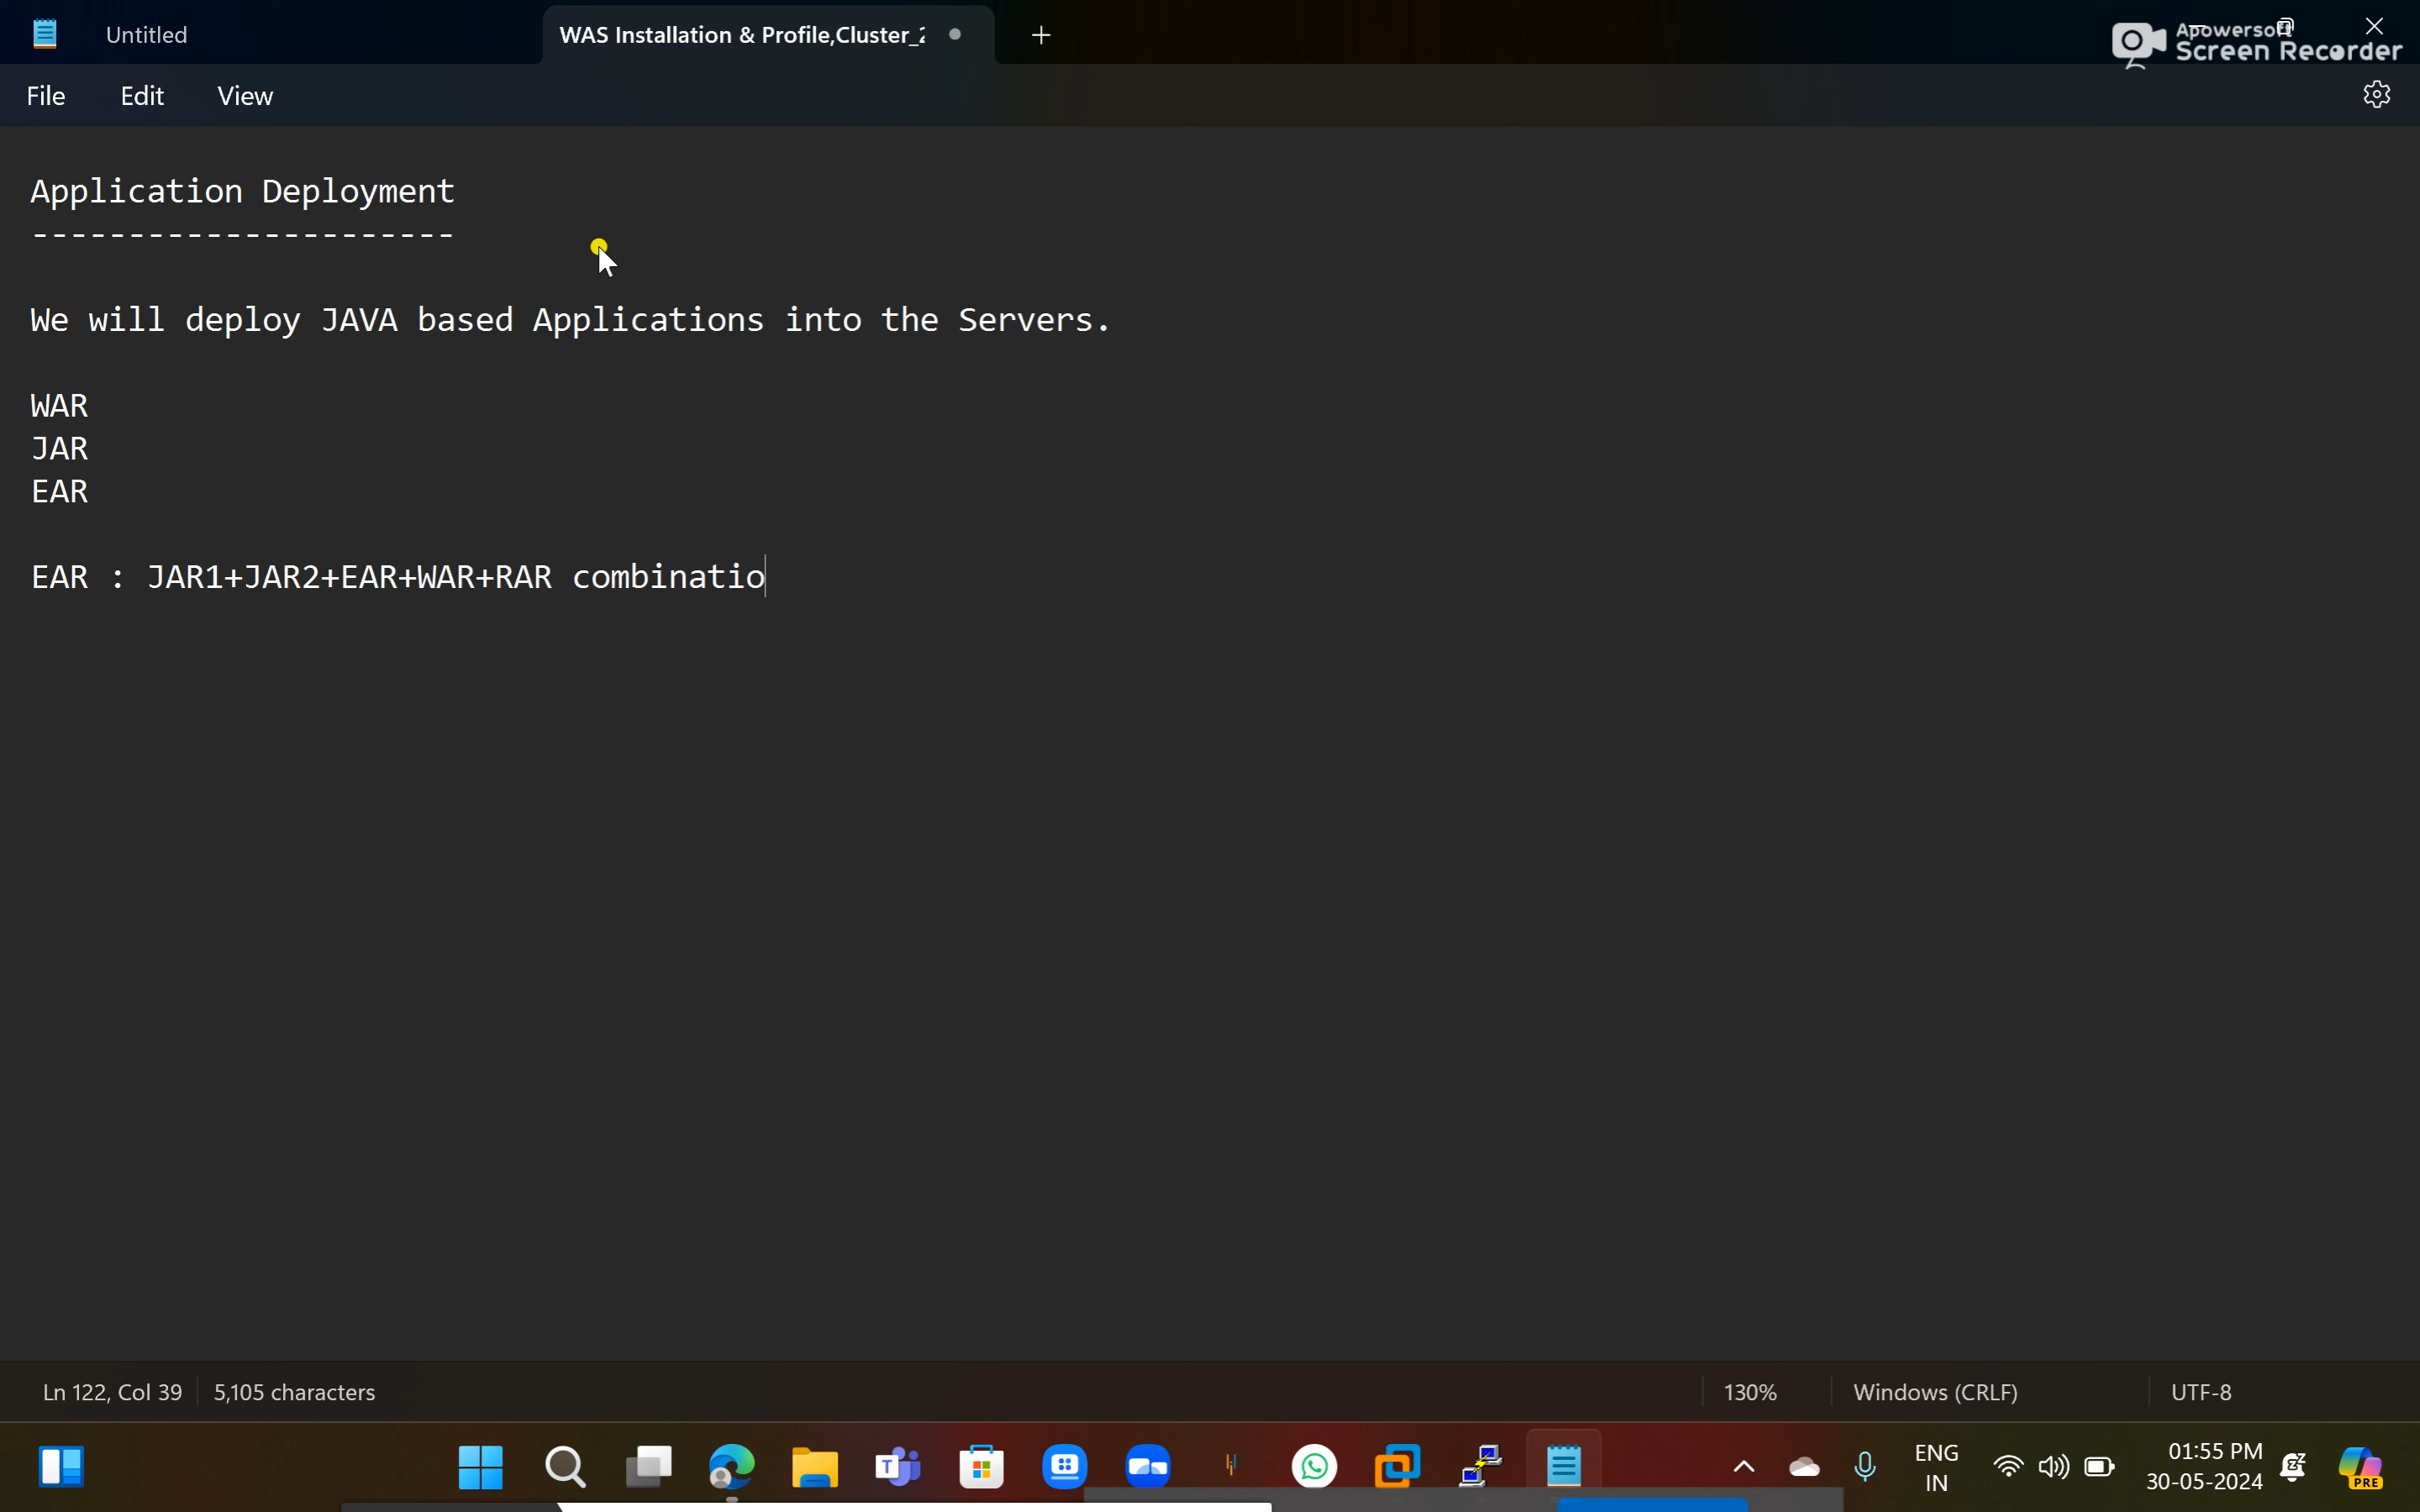 Untitled
WAS Installation & Profile,Cluster_2
Apowersoft
Screen Recorder
File Edit View
Application Deployment
----------------------
We will deploy JAVA based Applications into the Servers.
WAR
JAR
EAR
EAR : JAR1+JAR2+EAR+WAR+RAR combinatio
Ln 122, Col 39 5,105 characters 130% Windows (CRLF) UTF-8
ENG
IN
01:55 PM
30-05-2024
PRE